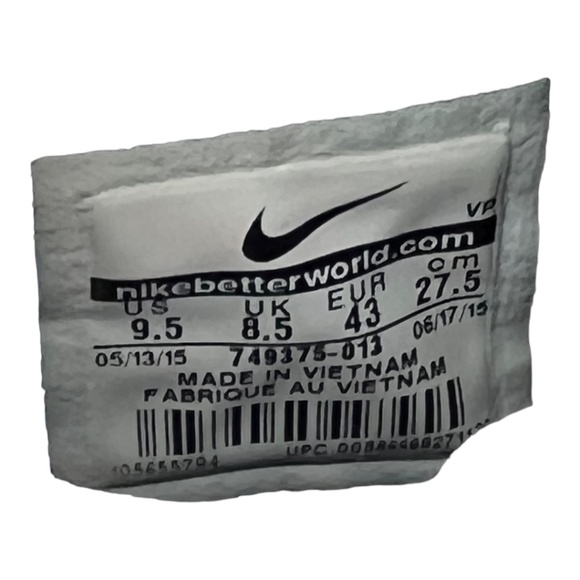 VP
nikebetterworld.com
US UK EUR cm
9.5 8.5 43 27.5
05/13/15 749375-013 06/17/15
MADE IN VIETNAM
FABRIQUE AU VIETNAM
UPC